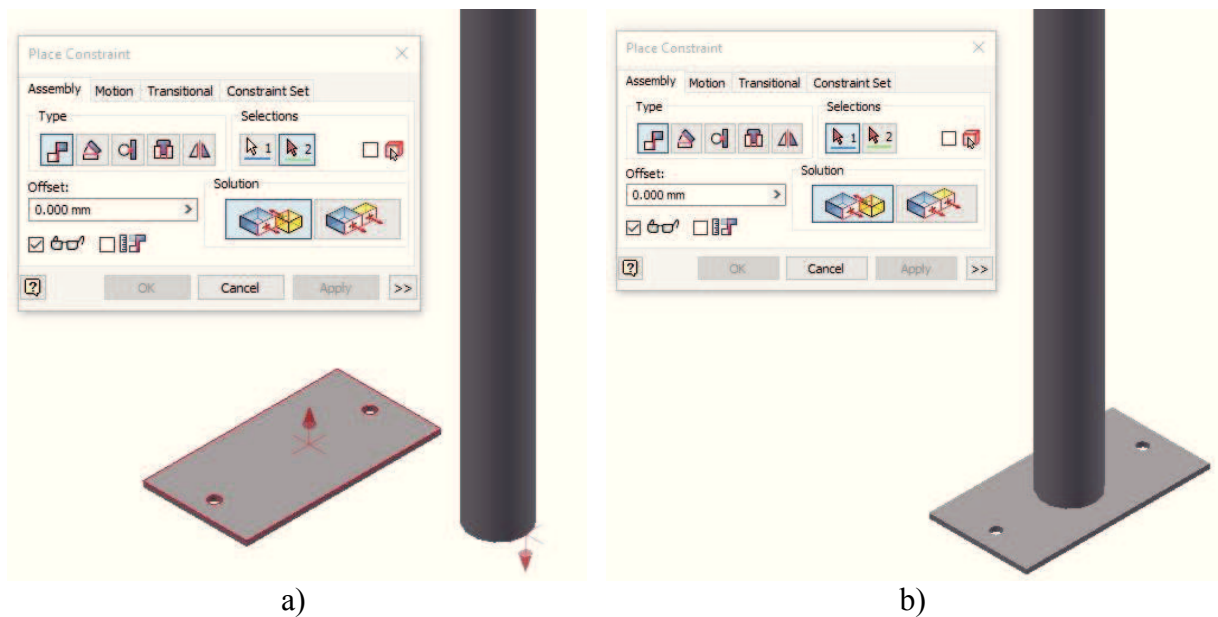 Place Constraint
Assembly Motion Transitional Constraint Set
Type Selections
1 2
Offset: Solution
0.000 mm >
? OK Cancel Apply >>
a)
Place Constraint
Assembly Motion Transitional Constraint Set
Type Selections
1 2
Offset: Solution
0.000 mm >
? OK Cancel Apply >>
b)